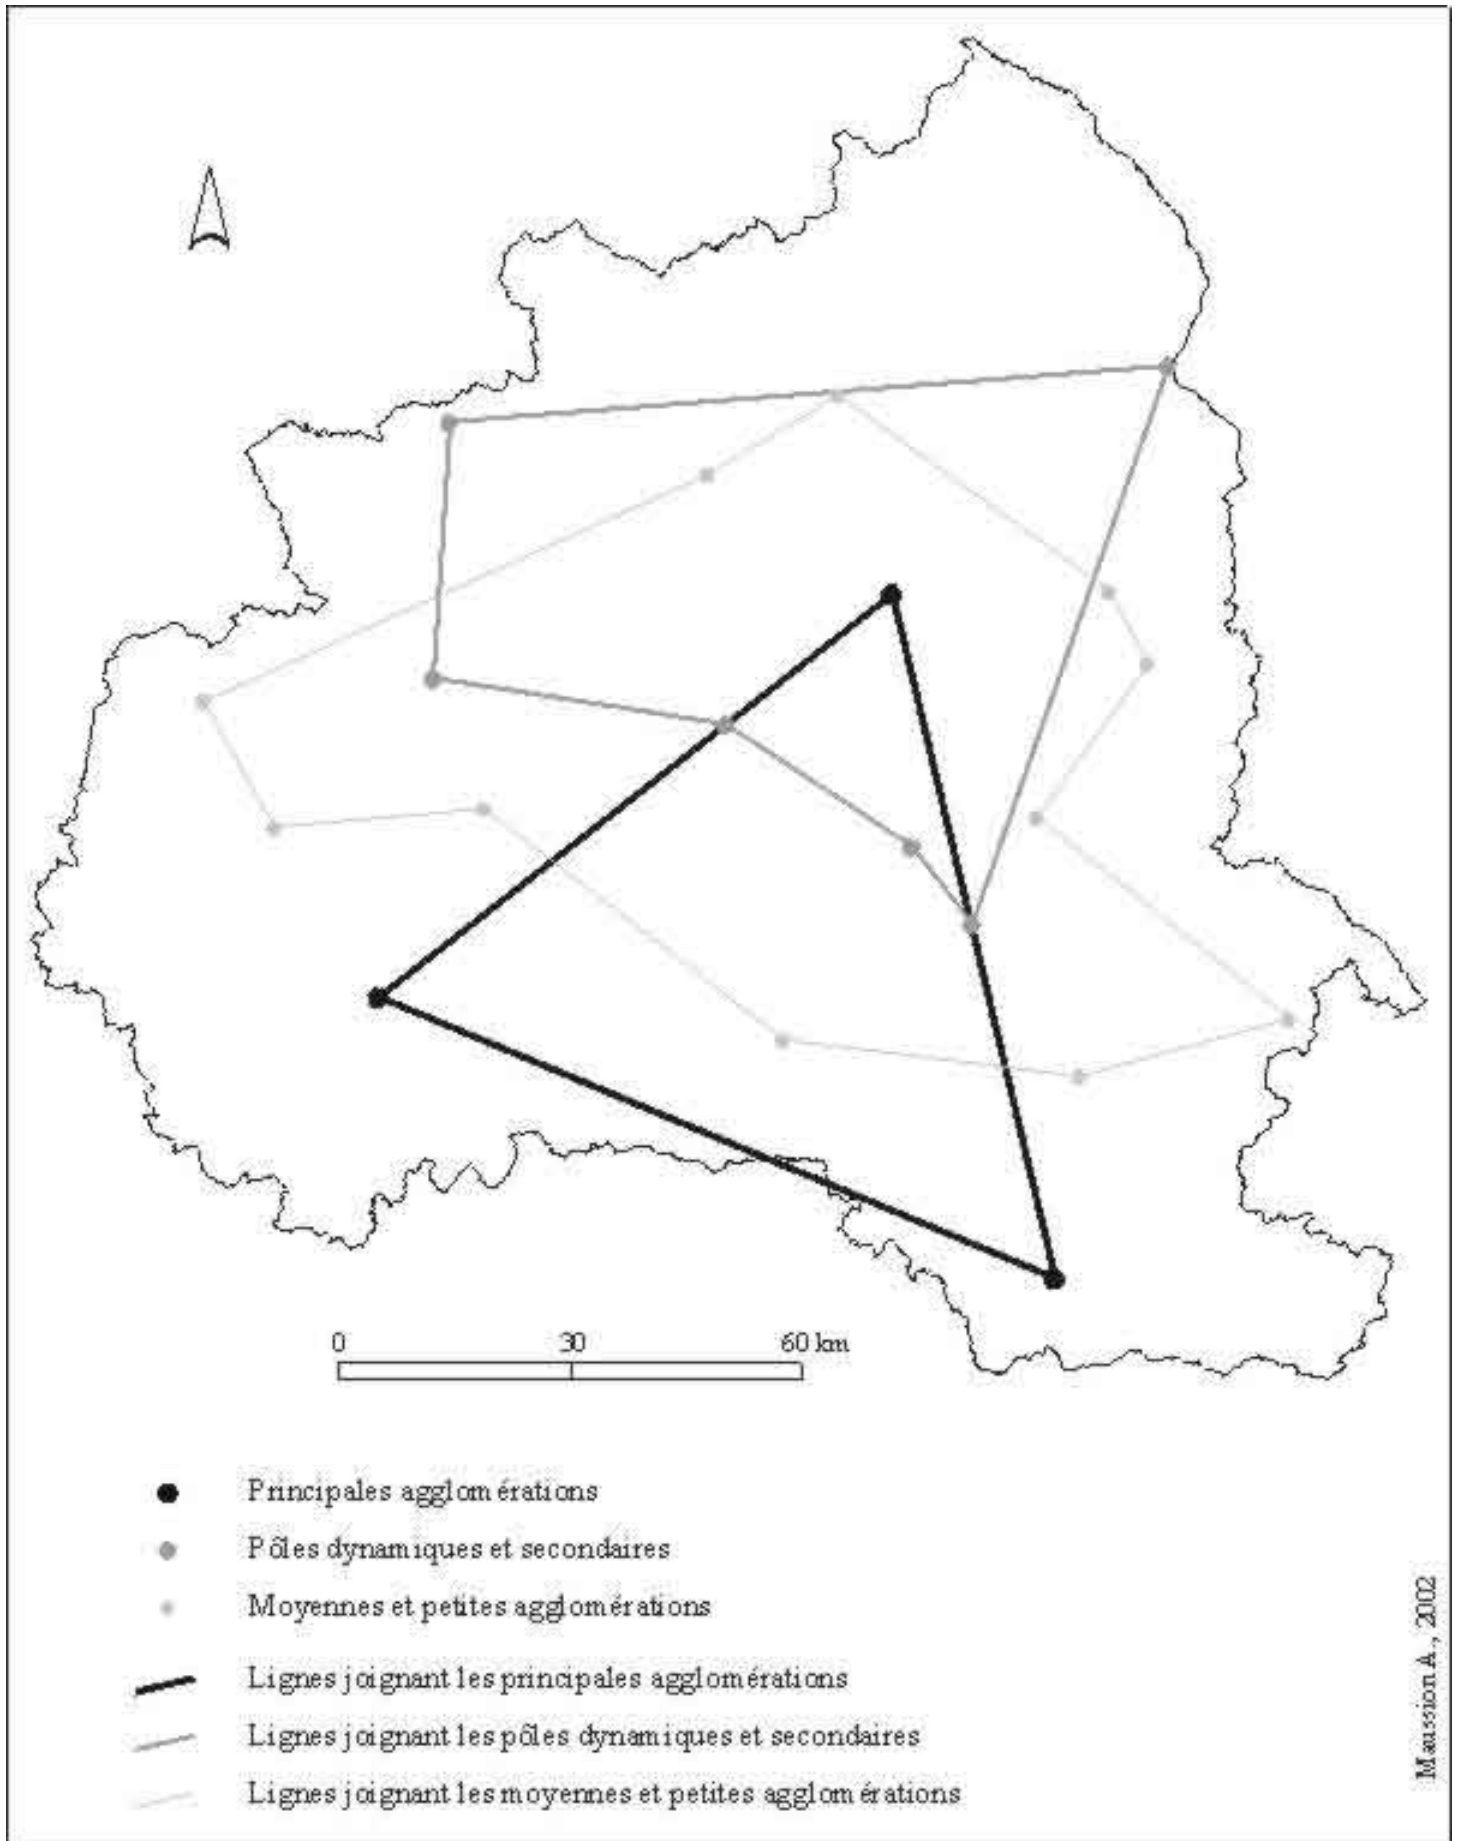 0 30 60 km
Principales agglomérations
Pôles dynamiques et secondaires
Moyennes et petites agglomérations
Lignes joignant les principales agglomérations
Lignes joignant les pôles dynamiques et secondaires
Lignes joignant les moyennes et petites agglomérations
Maussion A., 2002